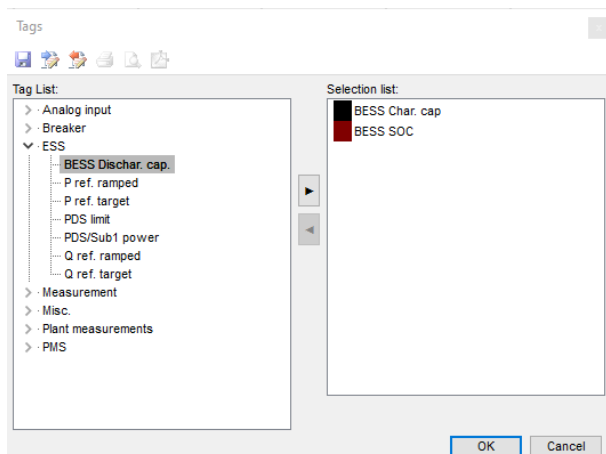 Tags
Tag List:
Analog input
Breaker
ESS
BESS Dischar. cap.
P ref. ramped
P ref. target
PDS limit
PDS/Sub1 power
Q ref. ramped
Q ref. target
Measurement
Misc.
Plant measurements
PMS
Selection list:
BESS Char. cap
BESS SOC
OK
Cancel